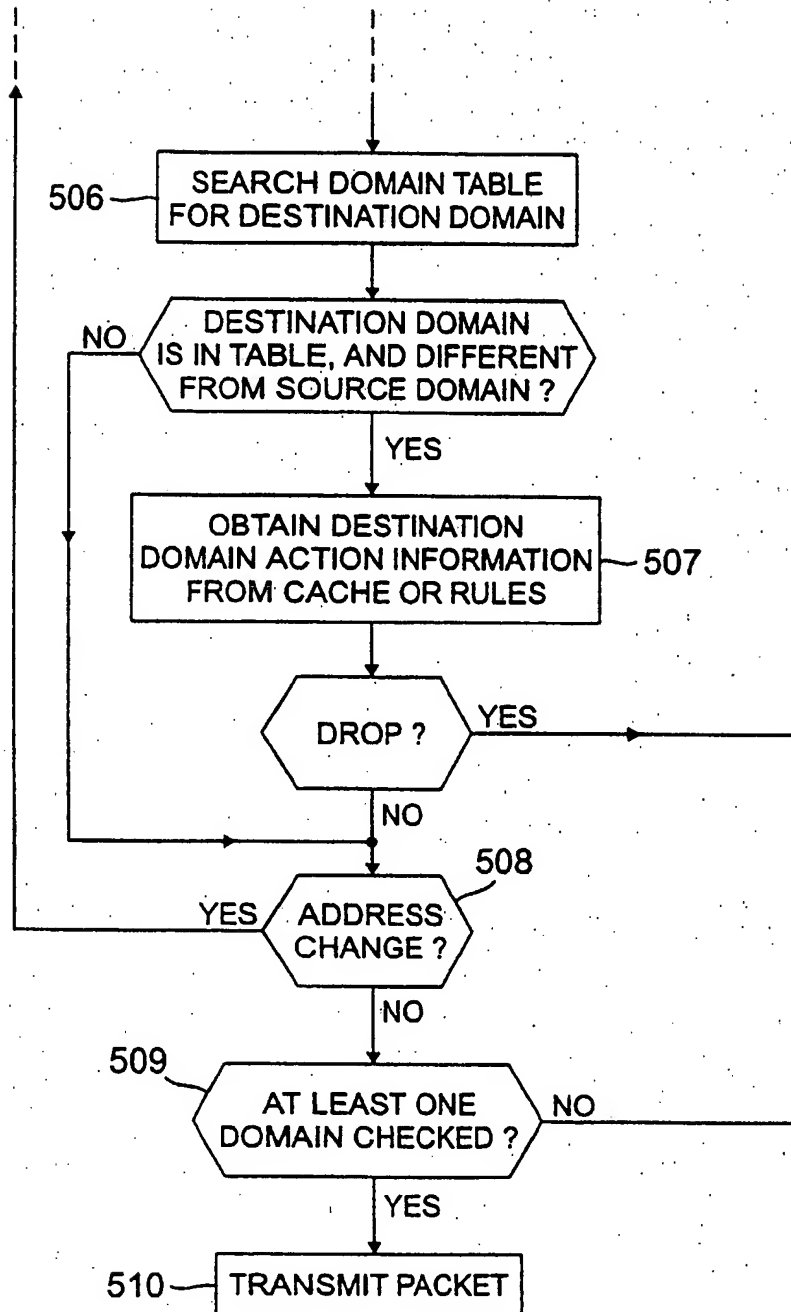 506
SEARCH DOMAIN TABLE
FOR DESTINATION DOMAIN
NO
DESTINATION DOMAIN
IS IN TABLE, AND DIFFERENT
FROM SOURCE DOMAIN ?
YES
OBTAIN DESTINATION
DOMAIN ACTION INFORMATION
FROM CACHE OR RULES
507
DROP ?
YES
NO
508
YES
ADDRESS
CHANGE ?
NO
509
AT LEAST ONE
DOMAIN CHECKED ?
NO
YES
510
TRANSMIT PACKET